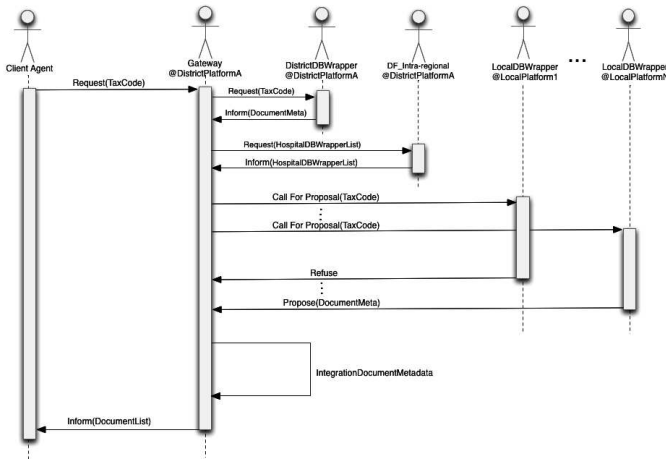 Client Agent
Gateway
@DistrictPlatformA
DistrictDBWrapper
@DistrictPlatformA
DF_Intra-regional
@DistrictPlatformA
LocalDBWrapper
@LocalPlatform1
...
LocalDBWrapper
@LocalPlatformN
Request(TaxCode)
Request(TaxCode)
Inform(DocumentMeta)
Request(HospitalDBWrapperList)
Inform(HospitalDBWrapperList)
Call For Proposal(TaxCode)
Call For Proposal(TaxCode)
Refuse
Propose(DocumentMeta)
IntegrationDocumentMetadata
Inform(DocumentList)